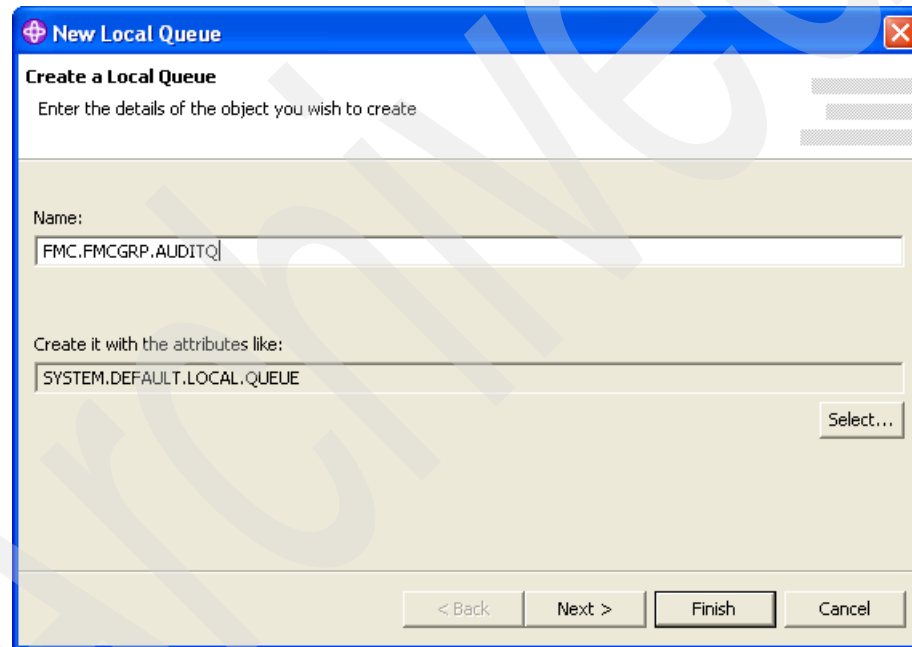 New Local Queue
Create a Local Queue
Enter the details of the object you wish to create
Name:
FMC.FMCGRP.AUDITQ
Create it with the attributes like:
SYSTEM.DEFAULT.LOCAL.QUEUE
Select...
< Back Next > Finish Cancel